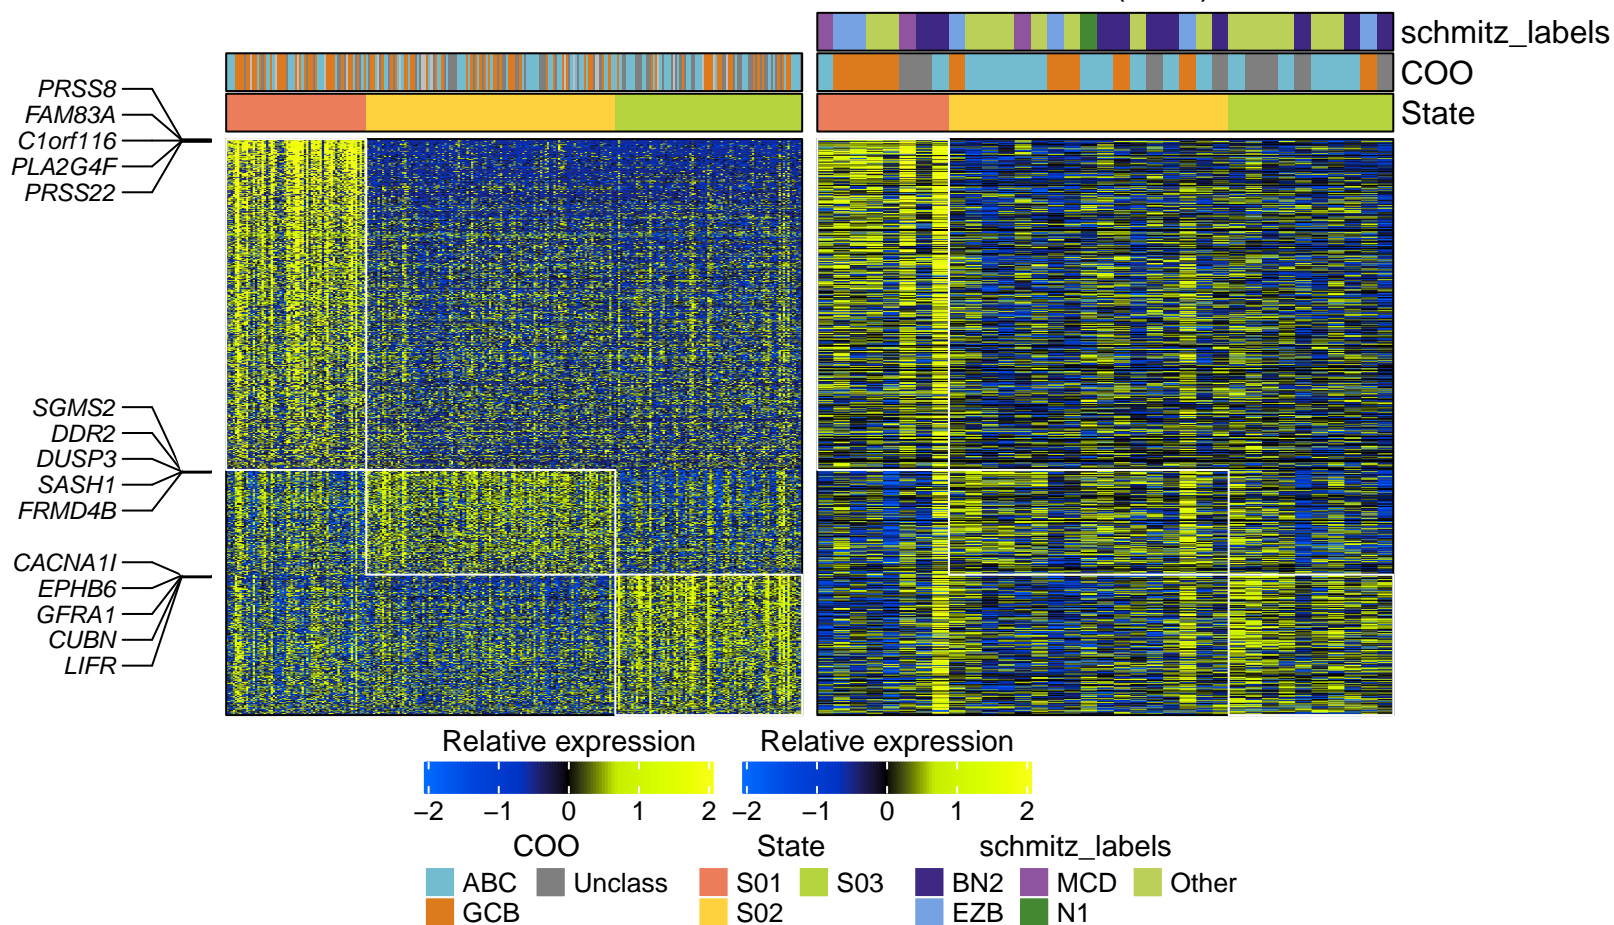 schmitz_labels
COO
State
PRSS8
FAM83A
C1orf116
PLA2G4F
PRSS22
SGMS2
DDR2
DUSP3
SASH1
FRMD4B
CACNA1I
EPHB6
GFRA1
CUBN
LIFR
Relative expression Relative expression
−2 −1 0 1 2 −2 −1 0 1 2
COO State schmitz_labels
ABC Unclass S01 S03 BN2 MCD Other
GCB S02 EZB N1